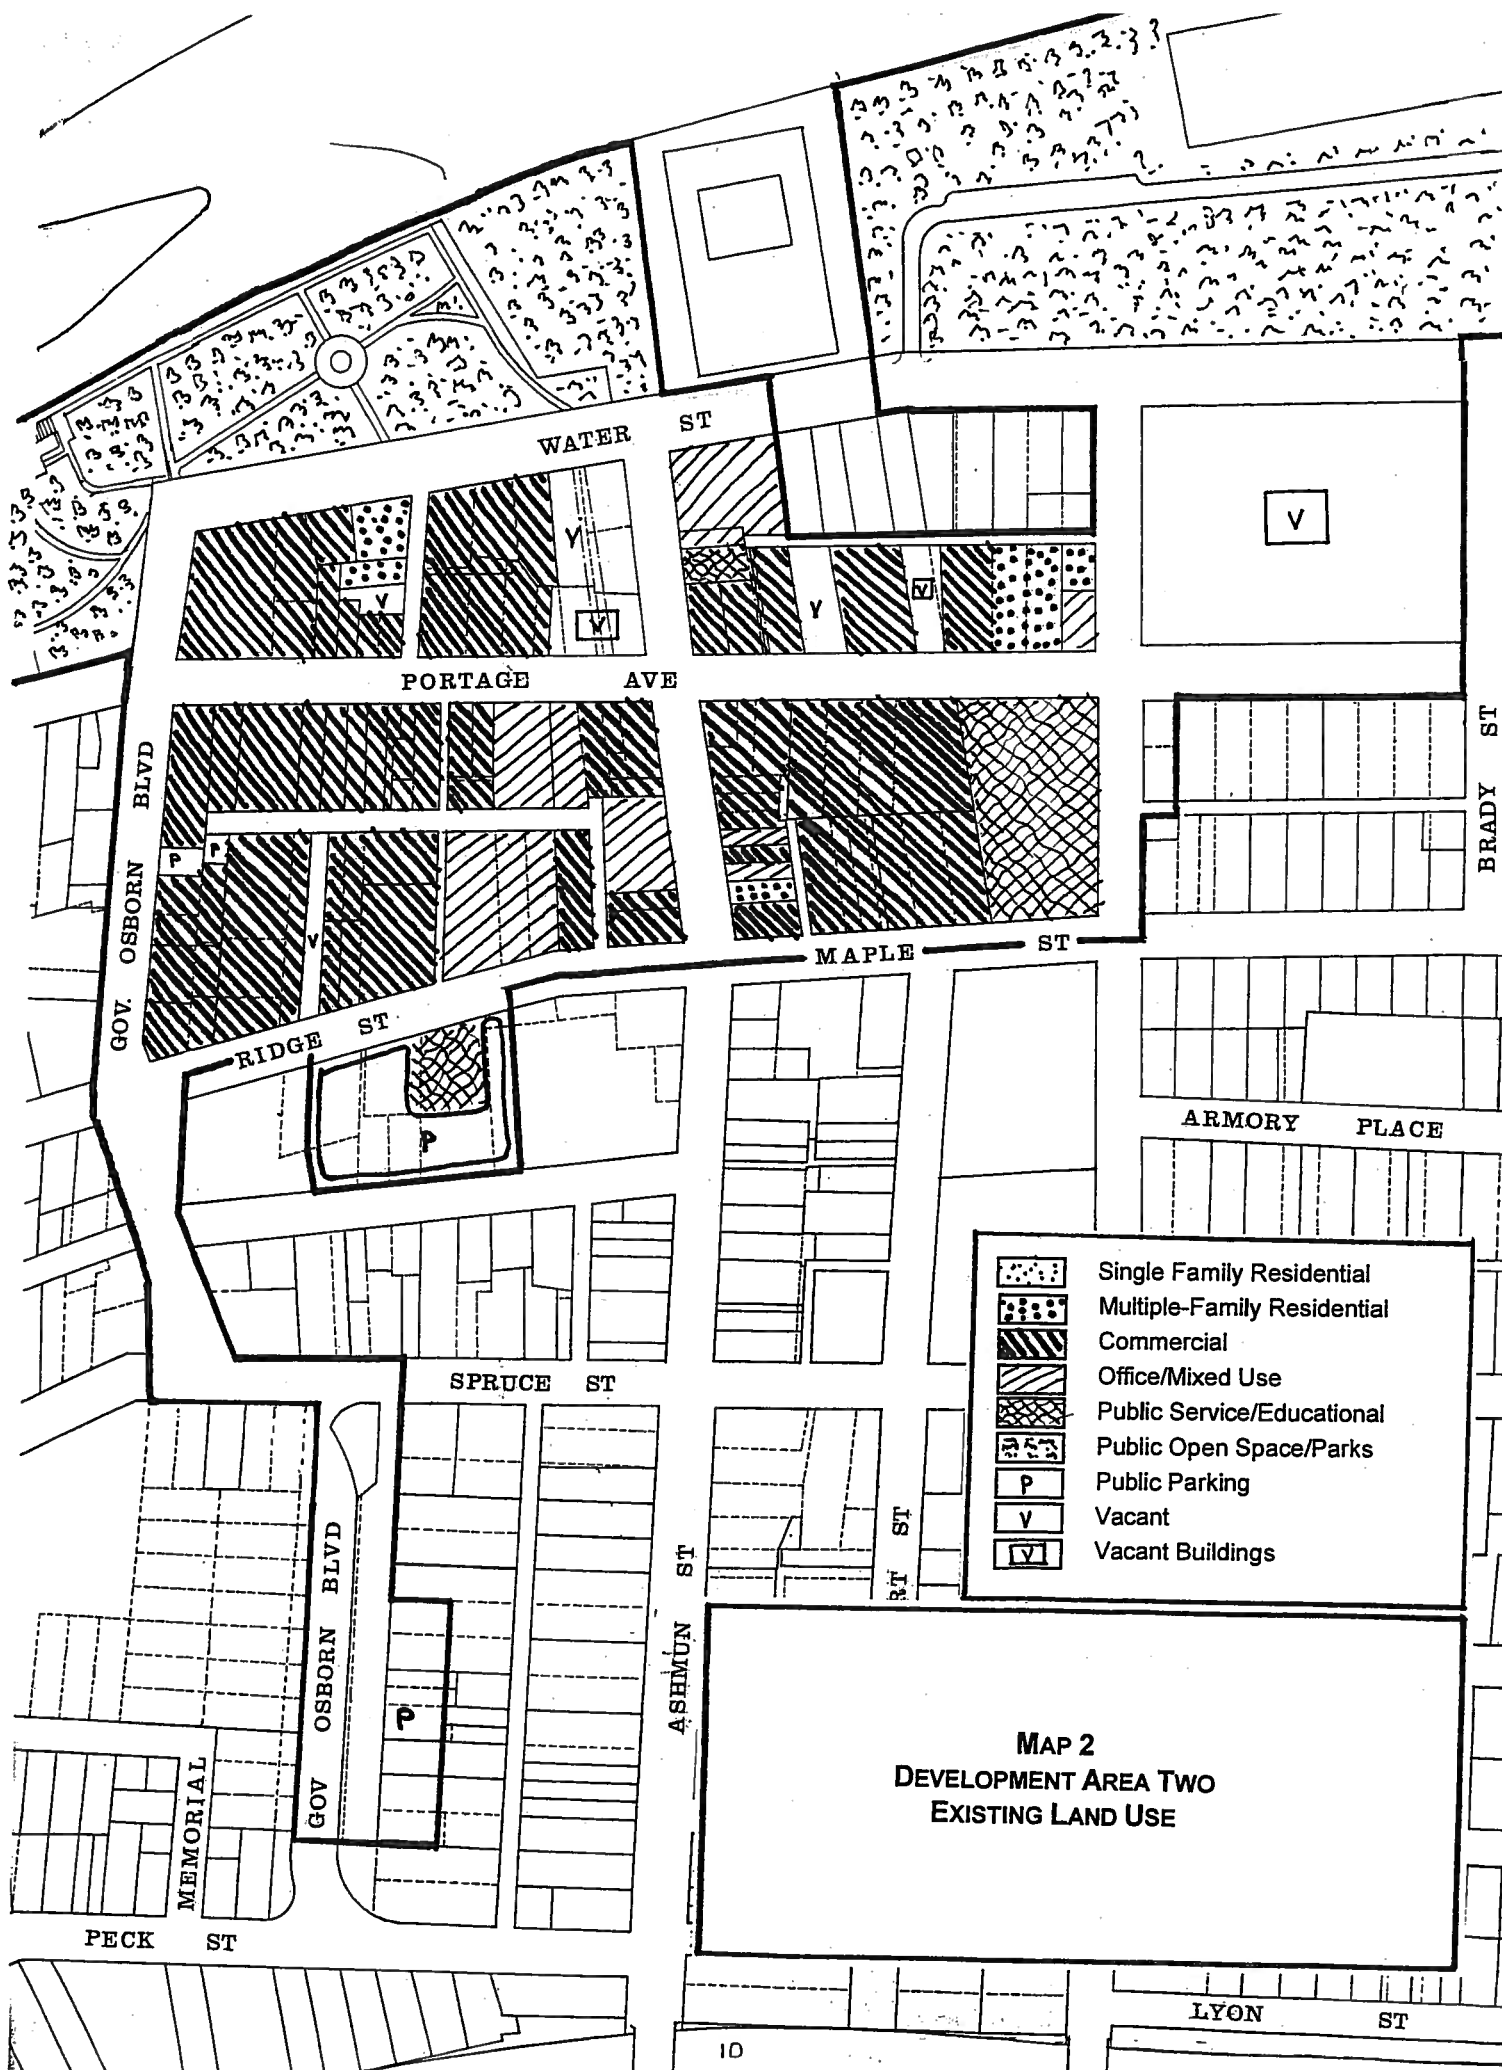 WATER ST
V
V
V
V
V
V
PORTAGE AVE
GOV. OSBORN BLVD
P
P
V
MAPLE ST
RIDGE ST
P
BRADY ST
ARMORY PLACE
Single Family Residential
Multiple-Family Residential
Commercial
Office/Mixed Use
Public Service/Educational
Public Open Space/Parks
P Public Parking
V Vacant
V Vacant Buildings
SPRUCE ST
RT ST
ASHMUN ST
GOV OSBORN BLVD
P
MEMORIAL
MAP 2
DEVELOPMENT AREA TWO
EXISTING LAND USE
PECK ST
LYON ST
10